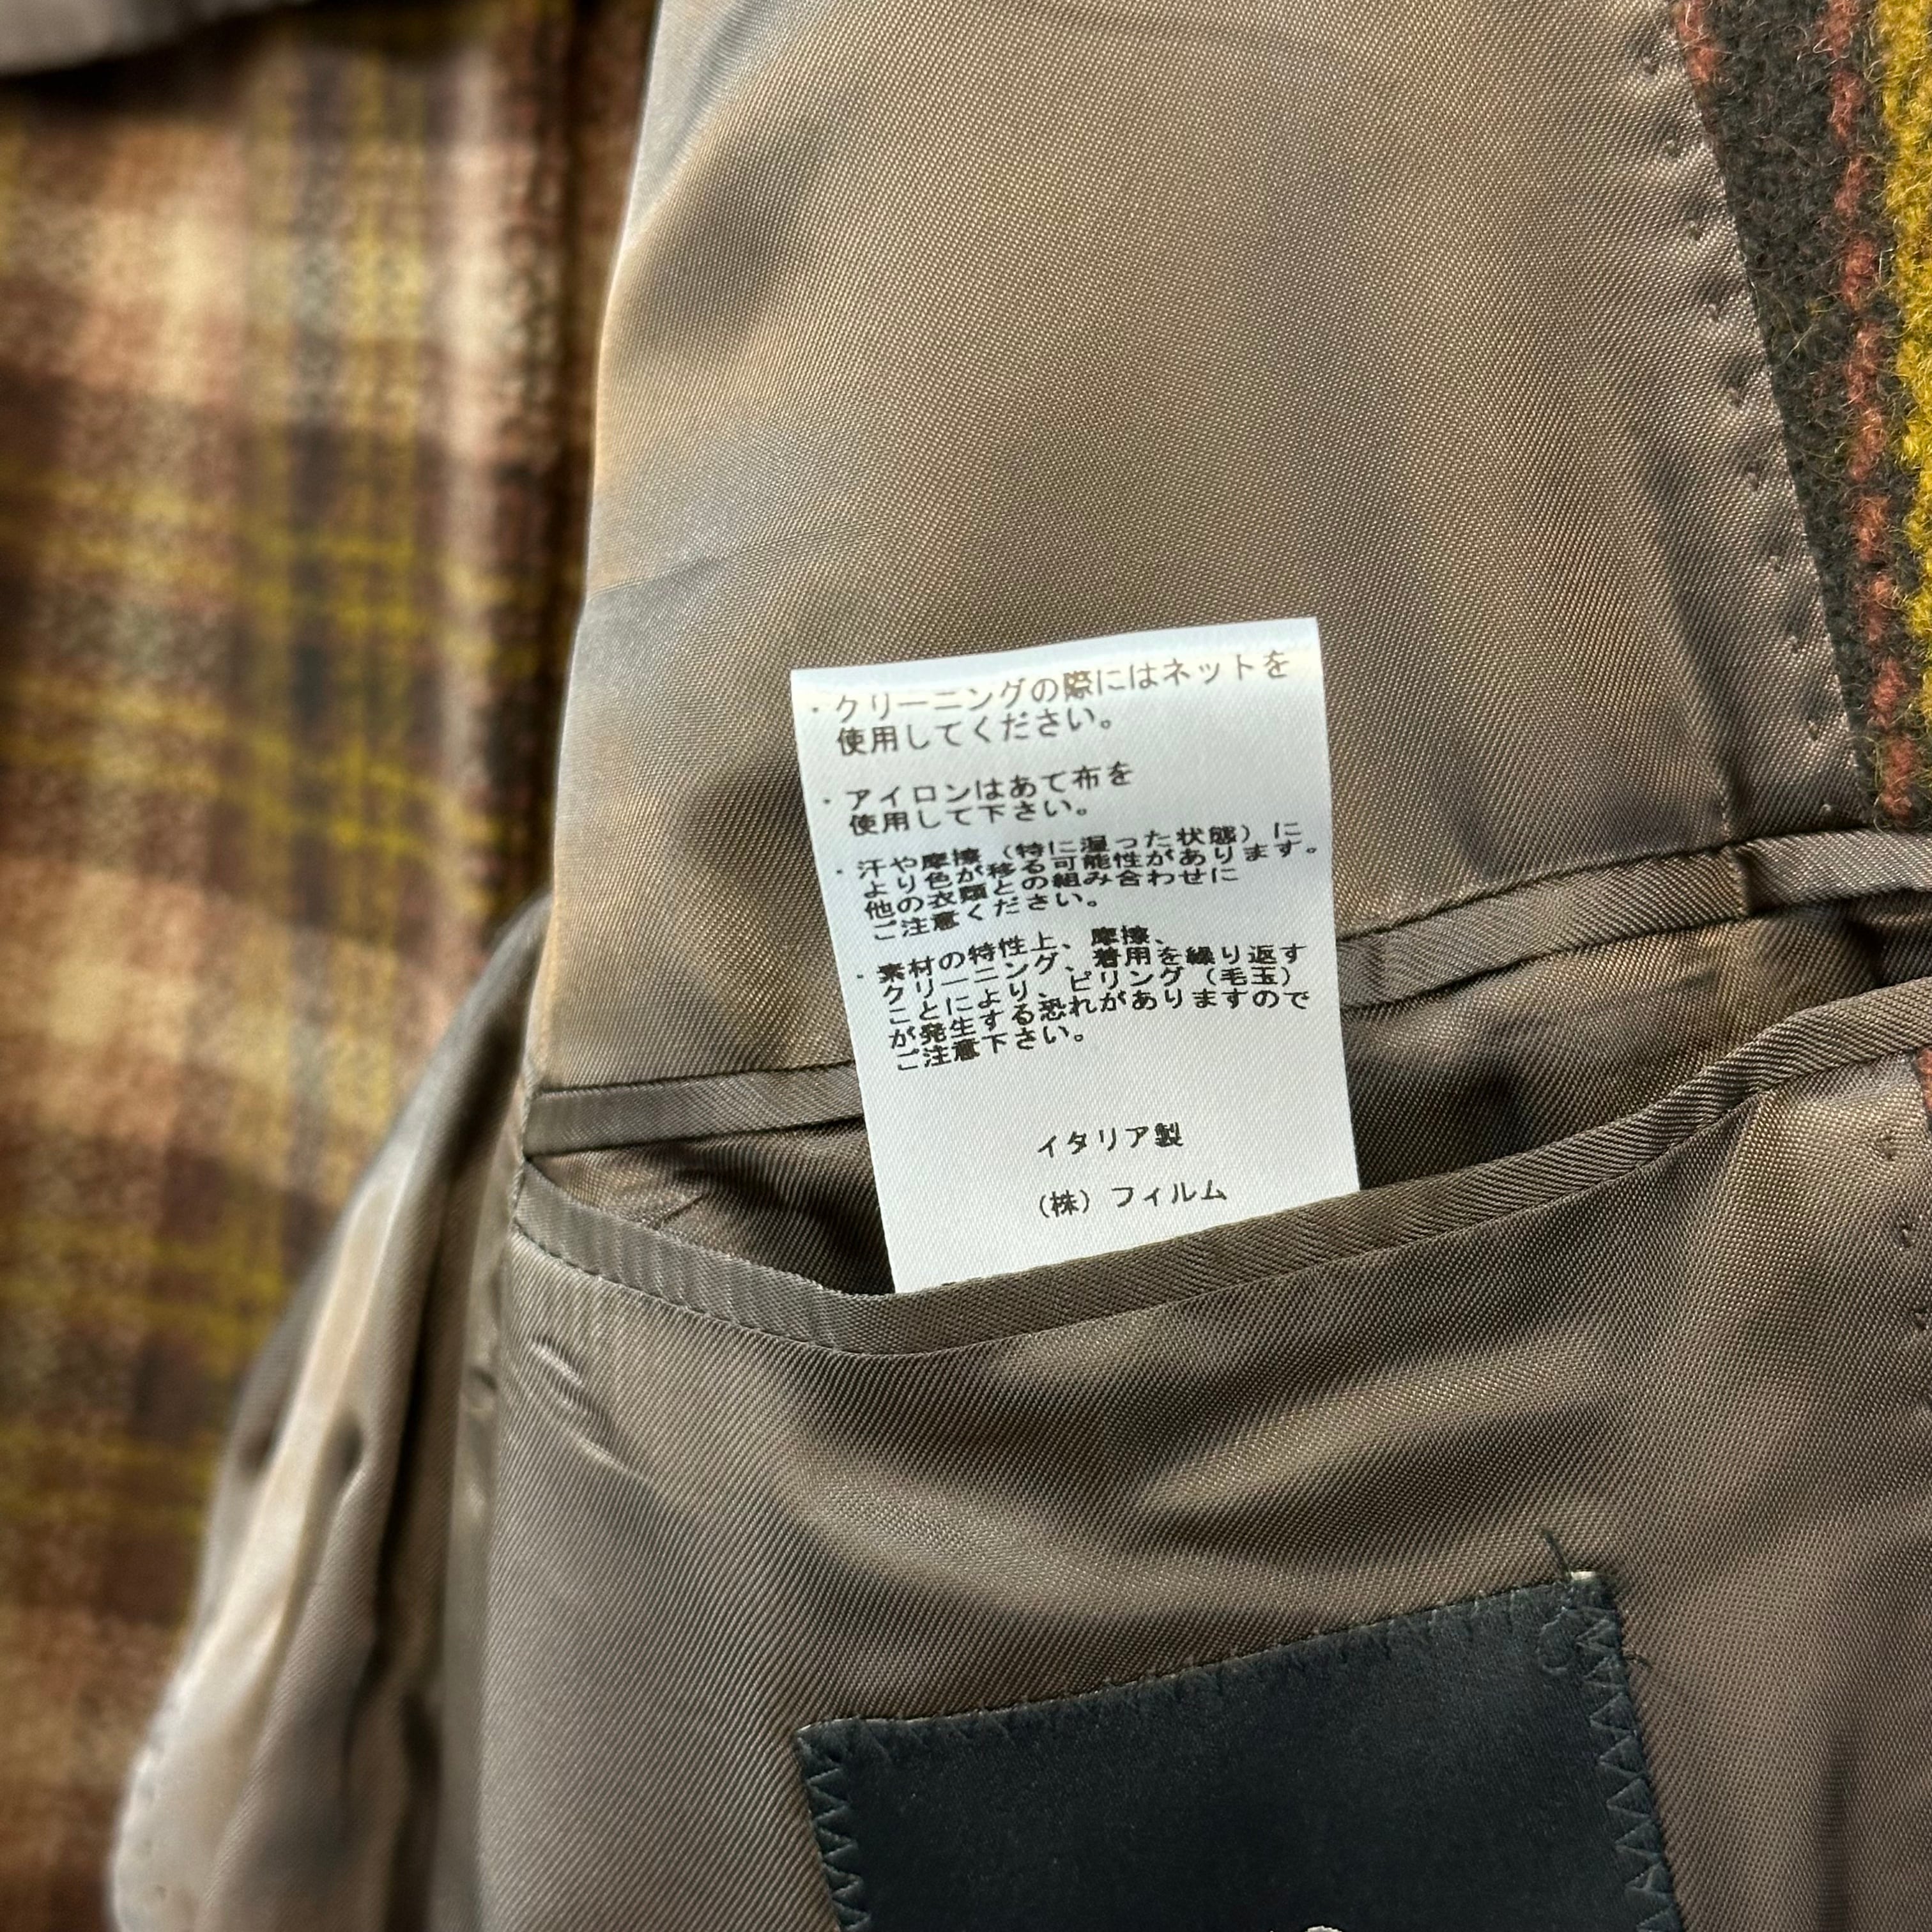 ・クリーニングの際にはネットを
使用してください。
・アイロンはあて布を
使用して下さい。
・汗や摩擦（特に湿った状態）に
より色が移る可能性があります。
他の衣類との組み合わせに
ご注意ください。
・素材の特性上、摩擦、
クリーニング、着用を繰り返す
ことにより、ピリング（毛玉）
が発生する恐れがありますので
ご注意下さい。
イタリア製
（株）フィルム